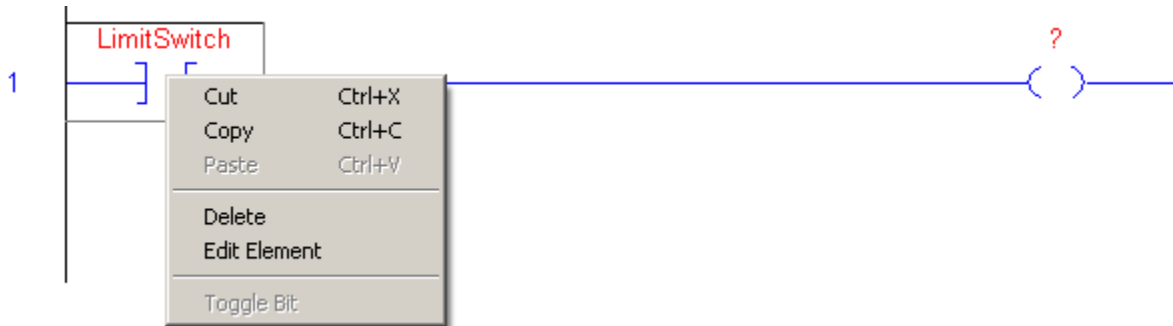 LimitSwitch ?
1
Cut Ctrl+X
Copy Ctrl+C
Paste Ctrl+V
Delete
Edit Element
Toggle Bit